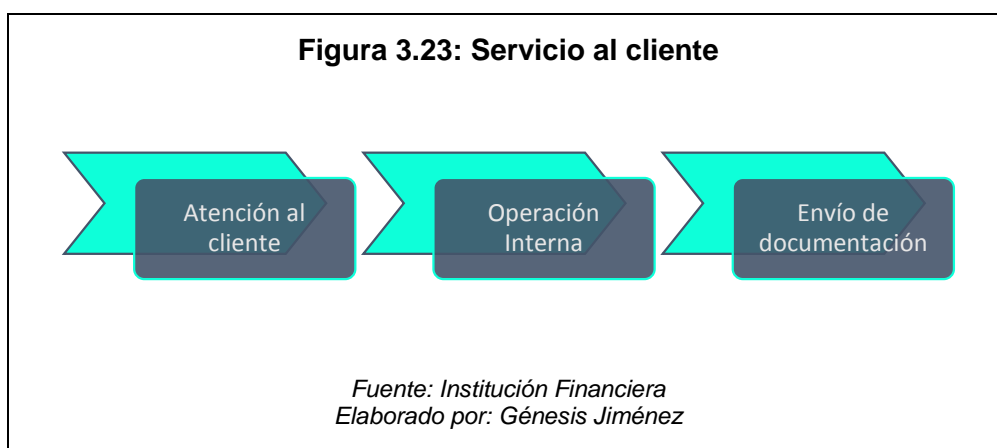 Figura 3.23: Servicio al cliente
Atención al
cliente
Operación
Interna
Envío de
documentación
Fuente: Institución Financiera
Elaborado por: Génesis Jiménez